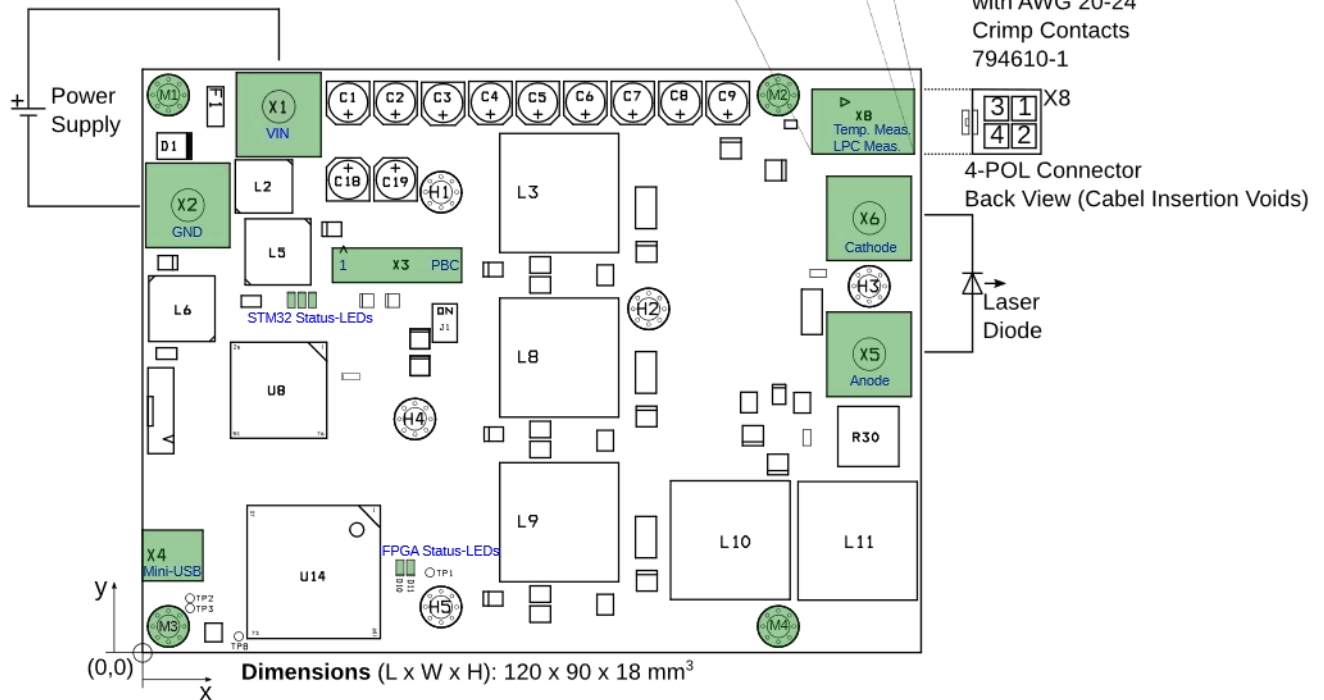 with AWG 20-24
Crimp Contacts
794610-1
Power
Supply
M1
F1
X1
VIN
C1
C2
C3
C4
C5
C6
C7
C8
C9
M2
X8
Temp. Meas.
LPC Meas.
3 1
4 2
X8
D1
L2
C18
C19
H1
L3
4-POL Connector
Back View (Cabel Insertion Voids)
X2
GND
L5
X6
Cathode
1
X3
PBC
H3
L6
STM32 Status-LEDs
ON
J1
H2
Laser
Diode
U8
L8
X5
Anode
H4
R30
L9
L10
L11
X4
Mini-USB
U14
FPGA Status-LEDs
TP1
D10
D11
y
TP2
TP3
M3
H5
M4
TP8
(0,0)
Dimensions (L x W x H): 120 x 90 x 18 mm³
x